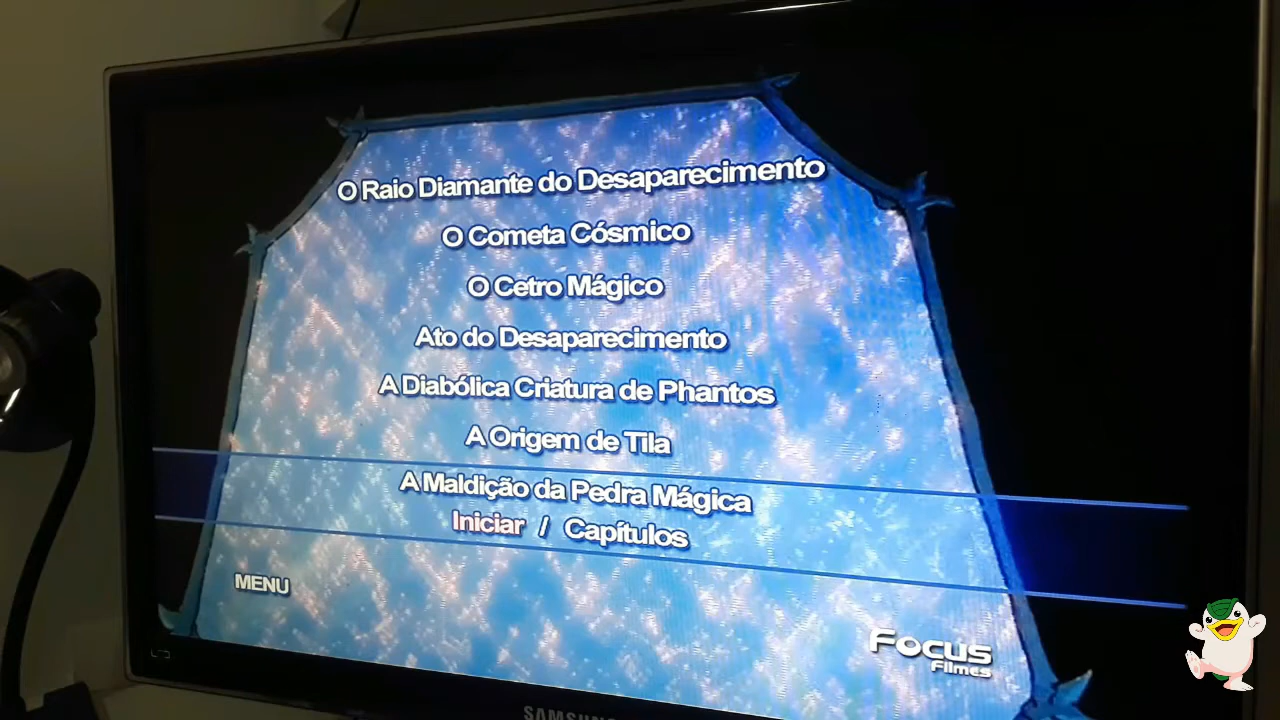 O Raio Diamante do Desaparecimento
O Cometa Cósmico
O Cetro Mágico
Ato do Desaparecimento
A Diabólica Criatura de Phantos
A Origem de Tila
A Maldição da Pedra Mágica
Iniciar / Capítulos
MENU
Focus
Filmes
SAMSUNG